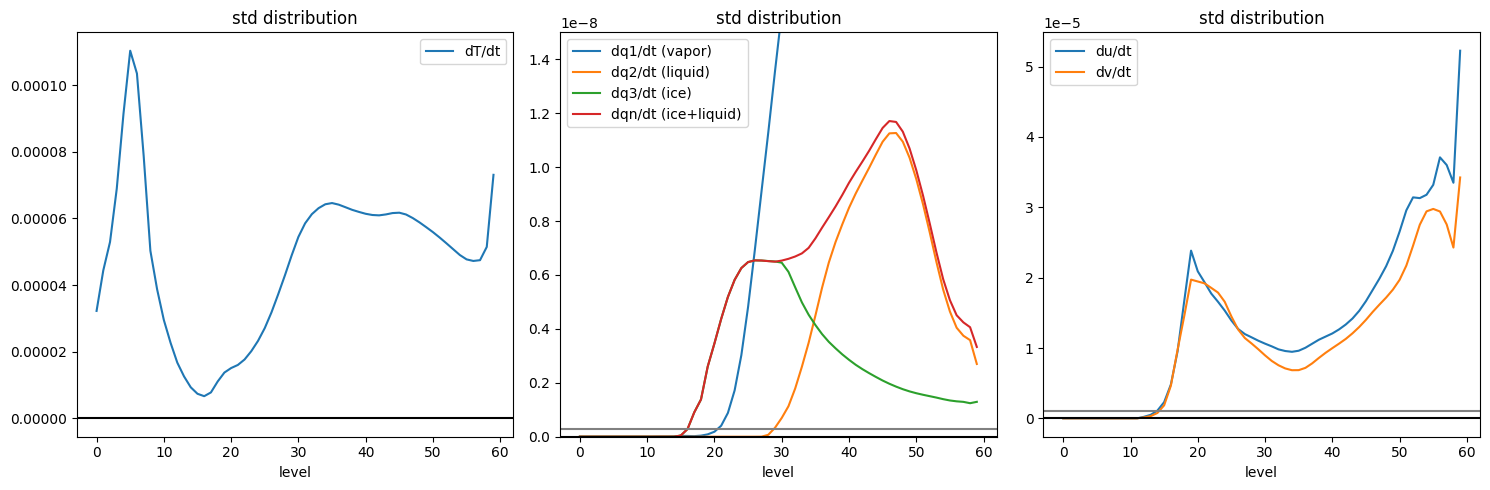 std distribution
dT/dt
0.00010
0.00008
0.00006
0.00004
0.00002
0.00000
0 10 20 30 40 50 60
level
std distribution
1e−8
dq1/dt (vapor)
dq2/dt (liquid)
dq3/dt (ice)
dqn/dt (ice+liquid)
1.4
1.2
1.0
0.8
0.6
0.4
0.2
0.0
0 10 20 30 40 50 60
level
std distribution
1e−5
du/dt
dv/dt
5
4
3
2
1
0
0 10 20 30 40 50 60
level